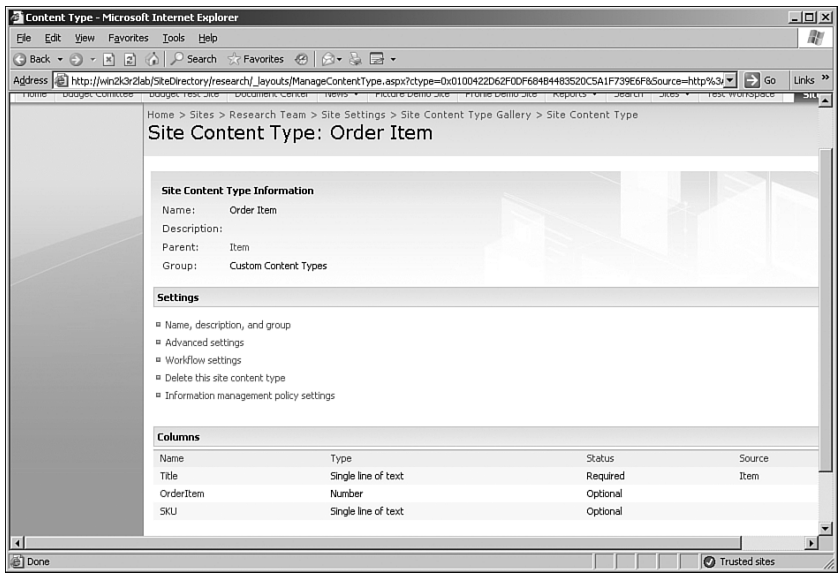 Content Type - Microsoft Internet Explorer
File Edit View Favorites Tools Help
Back Search Favorites
Address http://win2k3r2lab/SiteDirectory/research/_layouts/ManageContentType.aspx?ctype=0x0100422D62F0DF684B4483520C5A1F739E6F8&Source=http%3 Go Links »
Home Budget Comittee Budget Test Site Document Center News Picture Demo Site Profile Demo Site Reports Search Sites Test Workspace
Home > Sites > Research Team > Site Settings > Site Content Type Gallery > Site Content Type
Site Content Type: Order Item
Site Content Type Information
Name: Order Item
Description:
Parent: Item
Group: Custom Content Types
Settings
Name, description, and group
Advanced settings
Workflow settings
Delete this site content type
Information management policy settings
Columns
Name Type Status Source
Title Single line of text Required Item
OrderItem Number Optional
SKU Single line of text Optional
Done Trusted sites